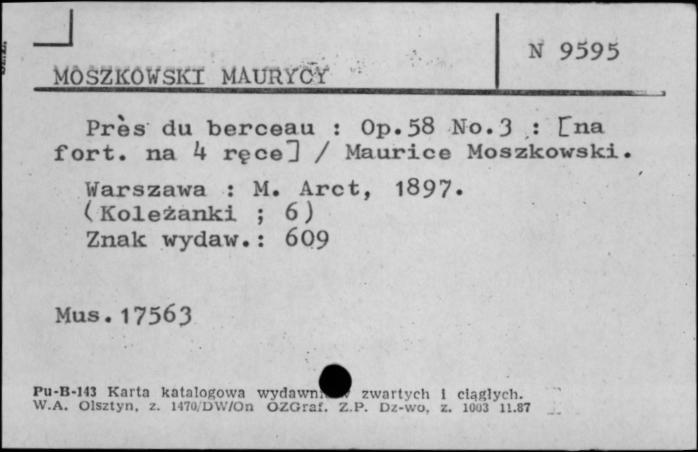 N 9595
MOSZKOWSKI MAURYCY
Près du berceau : Op.58 No.3 : [na
fort. na 4 ręce] / Maurice Moszkowski.
Warszawa : M. Arct, 1897.
(Koleżanki ; 6)
Znak wydaw.: 609
Mus.17563
Pu-B-143 Karta katalogowa zwartych i ciągłych.
W.A. Olsztyn, z. 1470/DW/On OZGraf. Z.P. Dz-wo, z. 1003 11.87